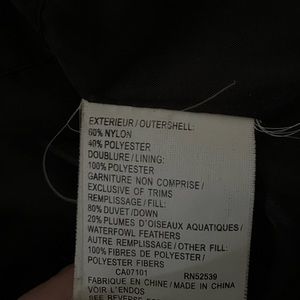 EXTERIEUR / OUTERSHELL:
60% NYLON
40% POLYESTER
DOUBLURE / LINING:
100% POLYESTER
GARNITURE NON COMPRISE /
EXCLUSIVE OF TRIMS
REMPLISSAGE / FILL:
80% DUVET / DOWN
20% PLUMES D'OISEAUX AQUATIQUES /
WATERFOWL FEATHERS
AUTRE REMPLISSAGE / OTHER FILL:
100% FIBRES DE POLYESTER /
POLYESTER FIBERS
CA07101 RN52539
FABRIQUE EN CHINE / MADE IN CHINA
VOIR L'ENDOS
SEE REVERSE